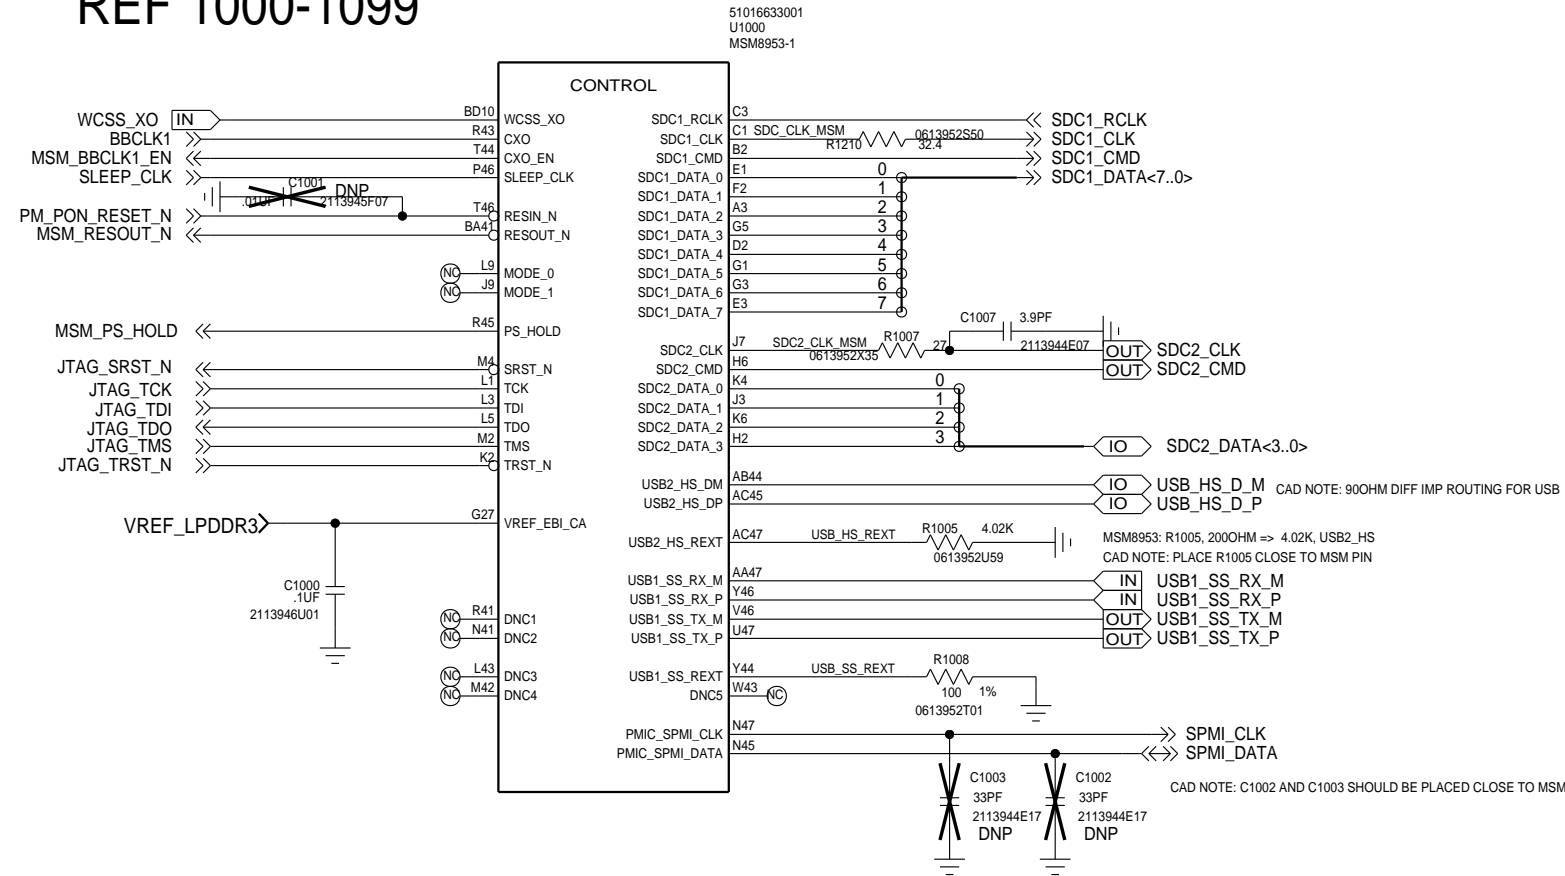 REF 1000-1099
51016633001
U1000
MSM8953-1
CONTROL
WCSS_XO IN BD10 WCSS_XO
BBCLK1 R43 CXO
MSM_BBCLK1_EN T44 CXO_EN
SLEEP_CLK P46 SLEEP_CLK
C1001 DNP
.01UF 2113945F07
PM_PON_RESET_N T46 RESIN_N
MSM_RESOUT_N BA41 RESOUT_N
NC L9 MODE_0
NC J9 MODE_1
MSM_PS_HOLD R45 PS_HOLD
JTAG_SRST_N M4 SRST_N
JTAG_TCK L1 TCK
JTAG_TDI L3 TDI
JTAG_TDO L5 TDO
JTAG_TMS M2 TMS
JTAG_TRST_N K2 TRST_N
VREF_LPDDR3 G27 VREF_EBI_CA
C1000
.1UF
2113946U01
NC R41 DNC1
NC N41 DNC2
NC L43 DNC3
NC M42 DNC4
SDC1_RCLK C3 SDC1_RCLK
SDC1_CLK C1 SDC_CLK_MSM R1210 0613952S50 32.4 SDC1_CLK
SDC1_CMD B2 SDC1_CMD
SDC1_DATA_0 E1 0 SDC1_DATA<7..0>
SDC1_DATA_1 F2 1
SDC1_DATA_2 A3 2
SDC1_DATA_3 G5 3
SDC1_DATA_4 D2 4
SDC1_DATA_5 G1 5
SDC1_DATA_6 G3 6
SDC1_DATA_7 E3 7
C1007 3.9PF
2113944E07
SDC2_CLK J7 SDC2_CLK_MSM 0613952X35 R1007 27 OUT SDC2_CLK
SDC2_CMD H6 OUT SDC2_CMD
SDC2_DATA_0 K4 0
SDC2_DATA_1 J3 1
SDC2_DATA_2 K6 2
SDC2_DATA_3 H2 3 IO SDC2_DATA<3..0>
USB2_HS_DM AB44 IO USB_HS_D_M CAD NOTE: 90OHM DIFF IMP ROUTING FOR USB
USB2_HS_DP AC45 IO USB_HS_D_P
USB2_HS_REXT AC47 USB_HS_REXT R1005 4.02K
0613952U59
MSM8953: R1005, 200OHM => 4.02K, USB2_HS
CAD NOTE: PLACE R1005 CLOSE TO MSM PIN
USB1_SS_RX_M AA47 IN USB1_SS_RX_M
USB1_SS_RX_P Y46 IN USB1_SS_RX_P
USB1_SS_TX_M V46 OUT USB1_SS_TX_M
USB1_SS_TX_P U47 OUT USB1_SS_TX_P
USB1_SS_REXT Y44 USB_SS_REXT R1008
100 1%
0613952T01
DNC5 W43 NC
PMIC_SPMI_CLK N47 SPMI_CLK
PMIC_SPMI_DATA N45 SPMI_DATA
C1003
33PF
2113944E17
DNP
C1002
33PF
2113944E17
DNP
CAD NOTE: C1002 AND C1003 SHOULD BE PLACED CLOSE TO MSM